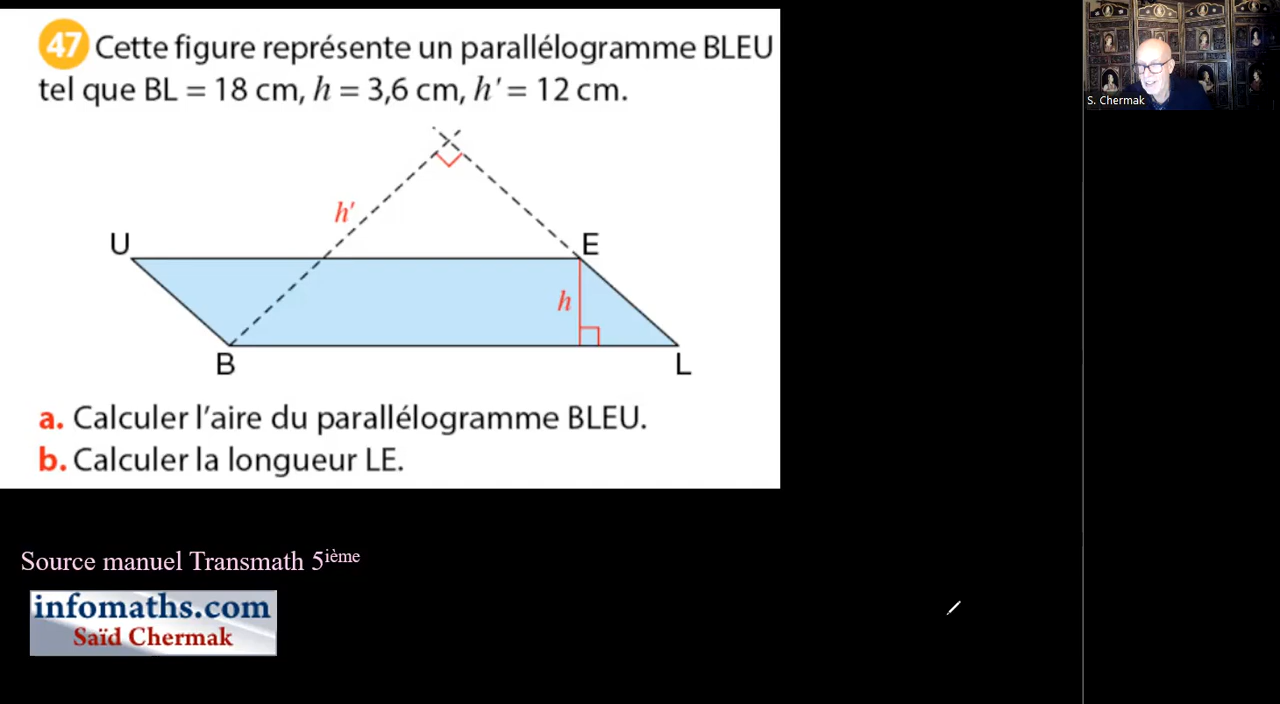 47 Cette figure représente un parallélogramme BLEU
tel que BL = 18 cm, h = 3,6 cm, h' = 12 cm.
h'
U
E
h
B
L
a. Calculer l'aire du parallélogramme BLEU.
b. Calculer la longueur LE.
Source manuel Transmath 5ième
infomaths.com
Saïd Chermak
S. Chermak